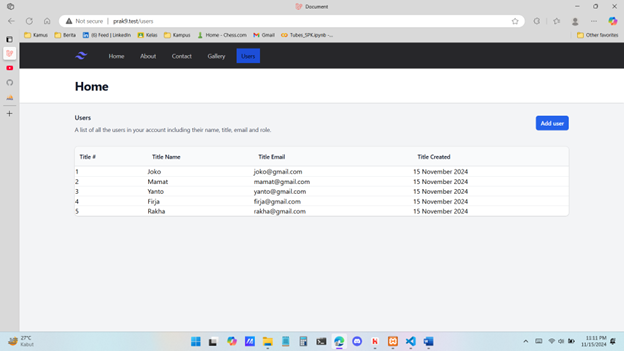 Document
Not secure | prak9.test/users
Kamus Berita (6) Feed | LinkedIn Kelas Kampus Home - Chess.com Gmail Tubes_SPK.ipynb -... Other favorites
Home About Contact Gallery Users
Home
Users
A list of all the users in your account including their name, title, email and role.
Add user
Title # Title Name Title Email Title Created
1 Joko joko@gmail.com 15 November 2024
2 Mamat mamat@gmail.com 15 November 2024
3 Yanto yanto@gmail.com 15 November 2024
4 Firja firja@gmail.com 15 November 2024
5 Rakha rakha@gmail.com 15 November 2024
27°C
Kabut
11:11 PM
11/15/2024